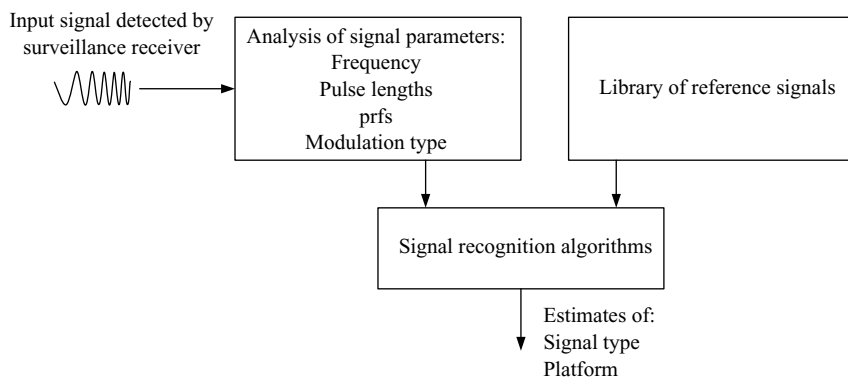 Input signal detected by
surveillance receiver
Analysis of signal parameters:
Frequency
Pulse lengths
prfs
Modulation type
Library of reference signals
Signal recognition algorithms
Estimates of:
Signal type
Platform